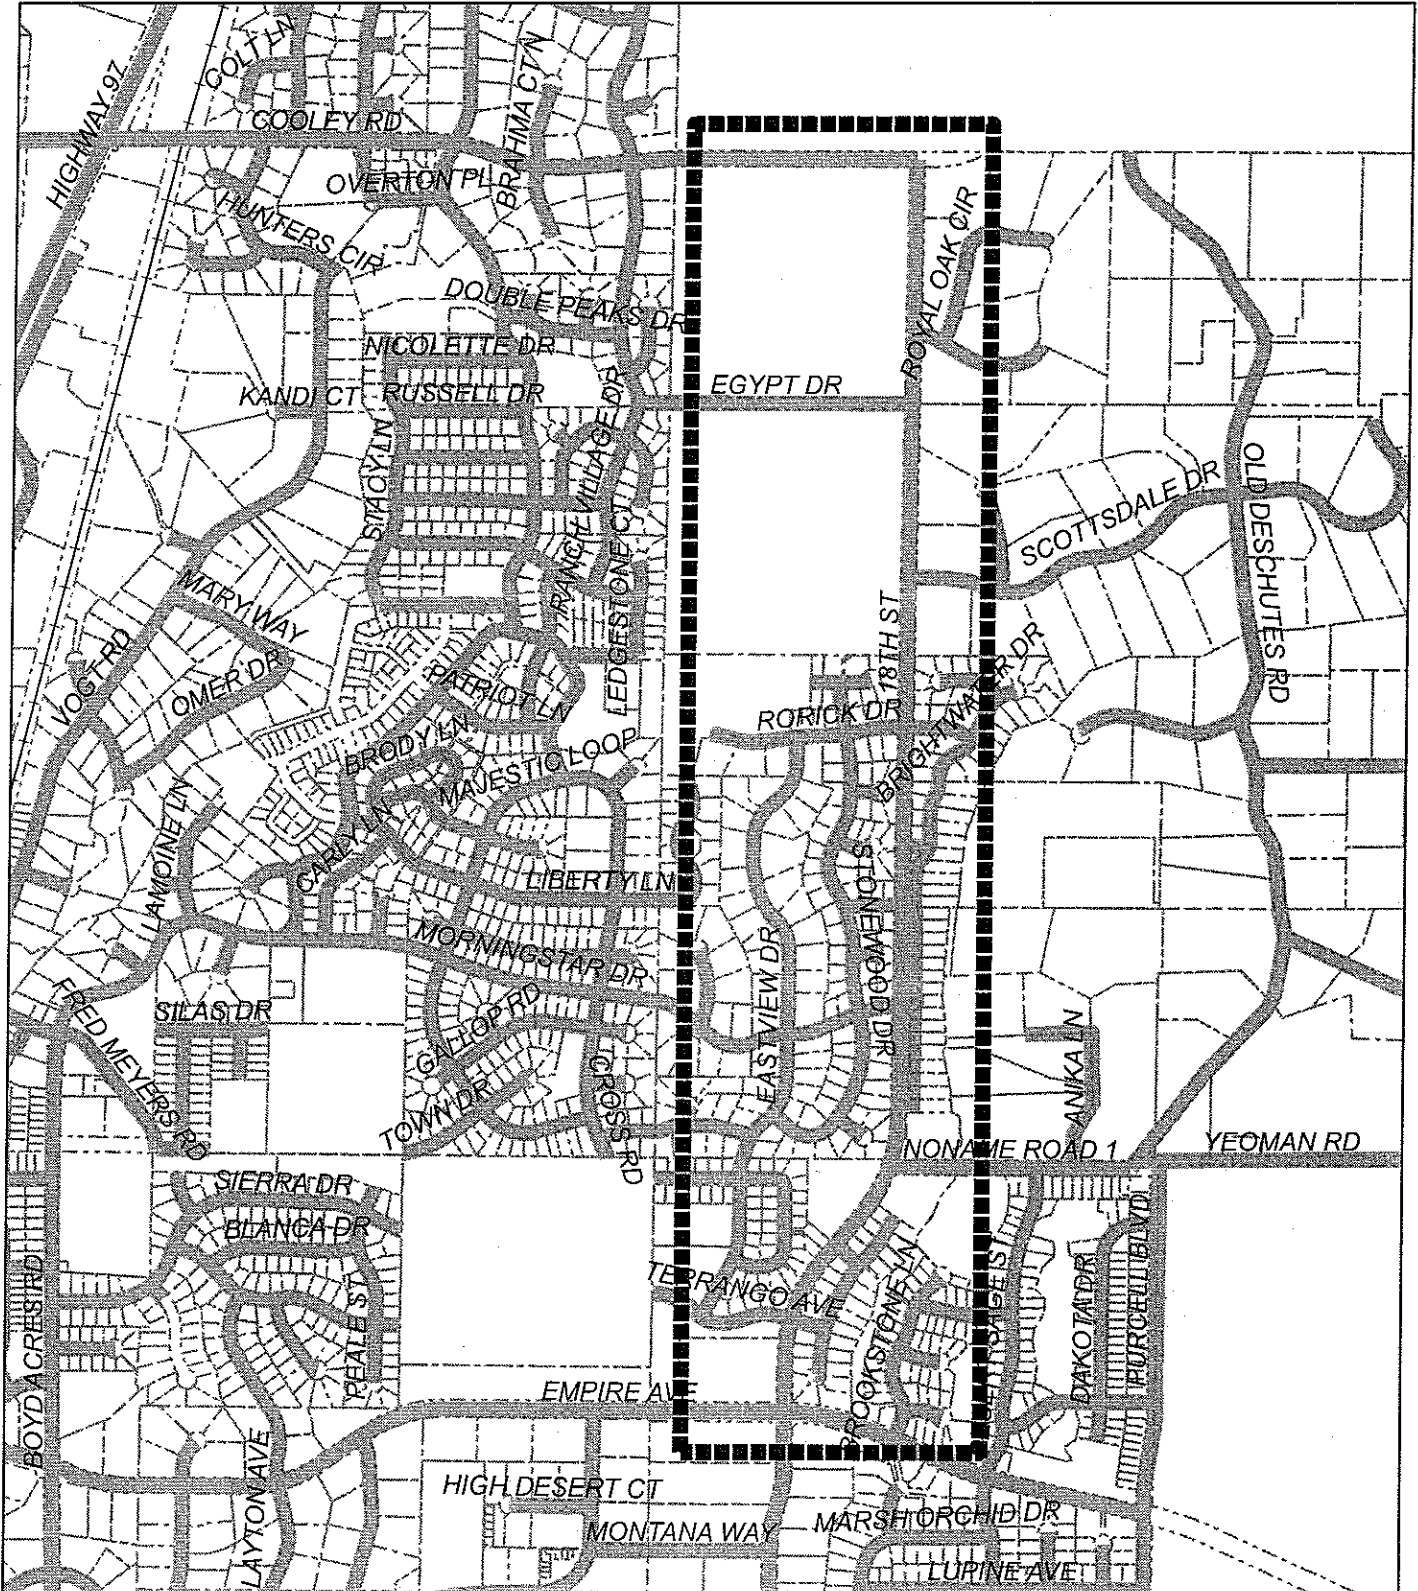 COLT LN
HIGHWAY 97
BRAHMA CT N
COOLEY RD
OVERTON PL
HUNTERS CIR
ROYAL OAK CIR
DOUBLE PEAKS DR
NICOLETTE DR
EGYPT DR
KANDI CT
RUSSELL DR
STACY LN
RANCH VILLAGE DR
LEDGESTONE CT
OLD DESCHUTES RD
SCOTTSDALE DR
MARY WAY
18TH ST
VOGT RD
OMER DR
PATRIOT LN
RORICK DR
BRIGHTWATER DR
BRODY LN
MAJESTIC LOOP
LAMOINE LN
CARLY LN
LIBERTY LN
STONEWOOD DR
MORNINGSTAR DR
EASTVIEW DR
FRED MEYERS RD
SILAS DR
GALLOP RD
ANIKA LN
TOWN DR
CROSS RD
NONAME ROAD 1
YEOMAN RD
SIERRA DR
BLANCA DR
TERRANGO AVE
BROOKSTONE LN
DAKOTA DR
PURCELL BLVD
BOYD ACRES RD
PHALE ST
EMPIRE AVE
LAYTON AVE
HIGH DESERT CT
MONTANA WAY
MARSH ORCHID DR
LUPINE AVE